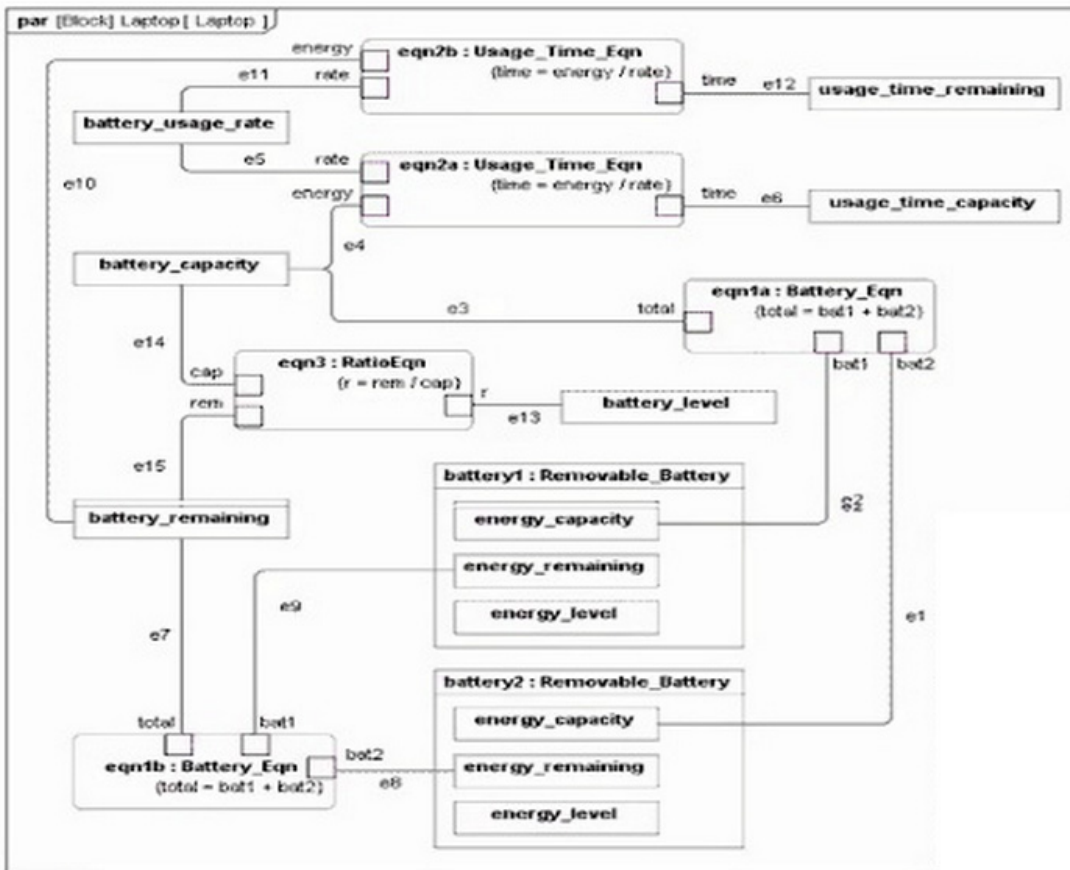 par [Block] Laptop [ Laptop ]
energy
eqn2b : Usage_Time_Eqn
{time = energy / rate}
e11
rate
time
e12
usage_time_remaining
battery_usage_rate
e5
rate
eqn2a : Usage_Time_Eqn
{time = energy / rate}
energy
time
e6
usage_time_capacity
e10
e4
battery_capacity
eqn1a : Battery_Eqn
{total = bat1 + bat2}
e3
total
bat1
bat2
e14
eqn3 : RatioEqn
{r = rem / cap}
cap
rem
r
e13
battery_level
e15
battery1 : Removable_Battery
energy_capacity
energy_remaining
energy_level
e2
battery_remaining
e9
e1
e7
battery2 : Removable_Battery
energy_capacity
energy_remaining
energy_level
total
bat1
bat2
e8
eqn1b : Battery_Eqn
{total = bat1 + bat2}